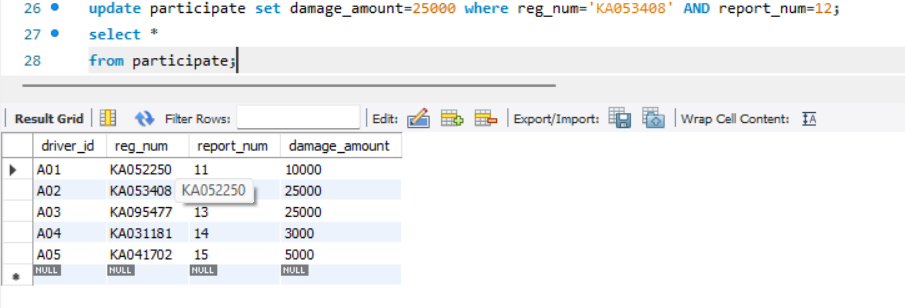 26 update participate set damage_amount=25000 where reg_num='KA053408' AND report_num=12;
27 select *
28 from participate;
Result Grid Filter Rows: Edit: Export/Import: Wrap Cell Content: IA
driver_id reg_num report_num damage_amount
A01 KA052250 11 10000
A02 KA053408 KA052250 25000
A03 KA095477 13 25000
A04 KA031181 14 3000
A05 KA041702 15 5000
NULL NULL NULL NULL